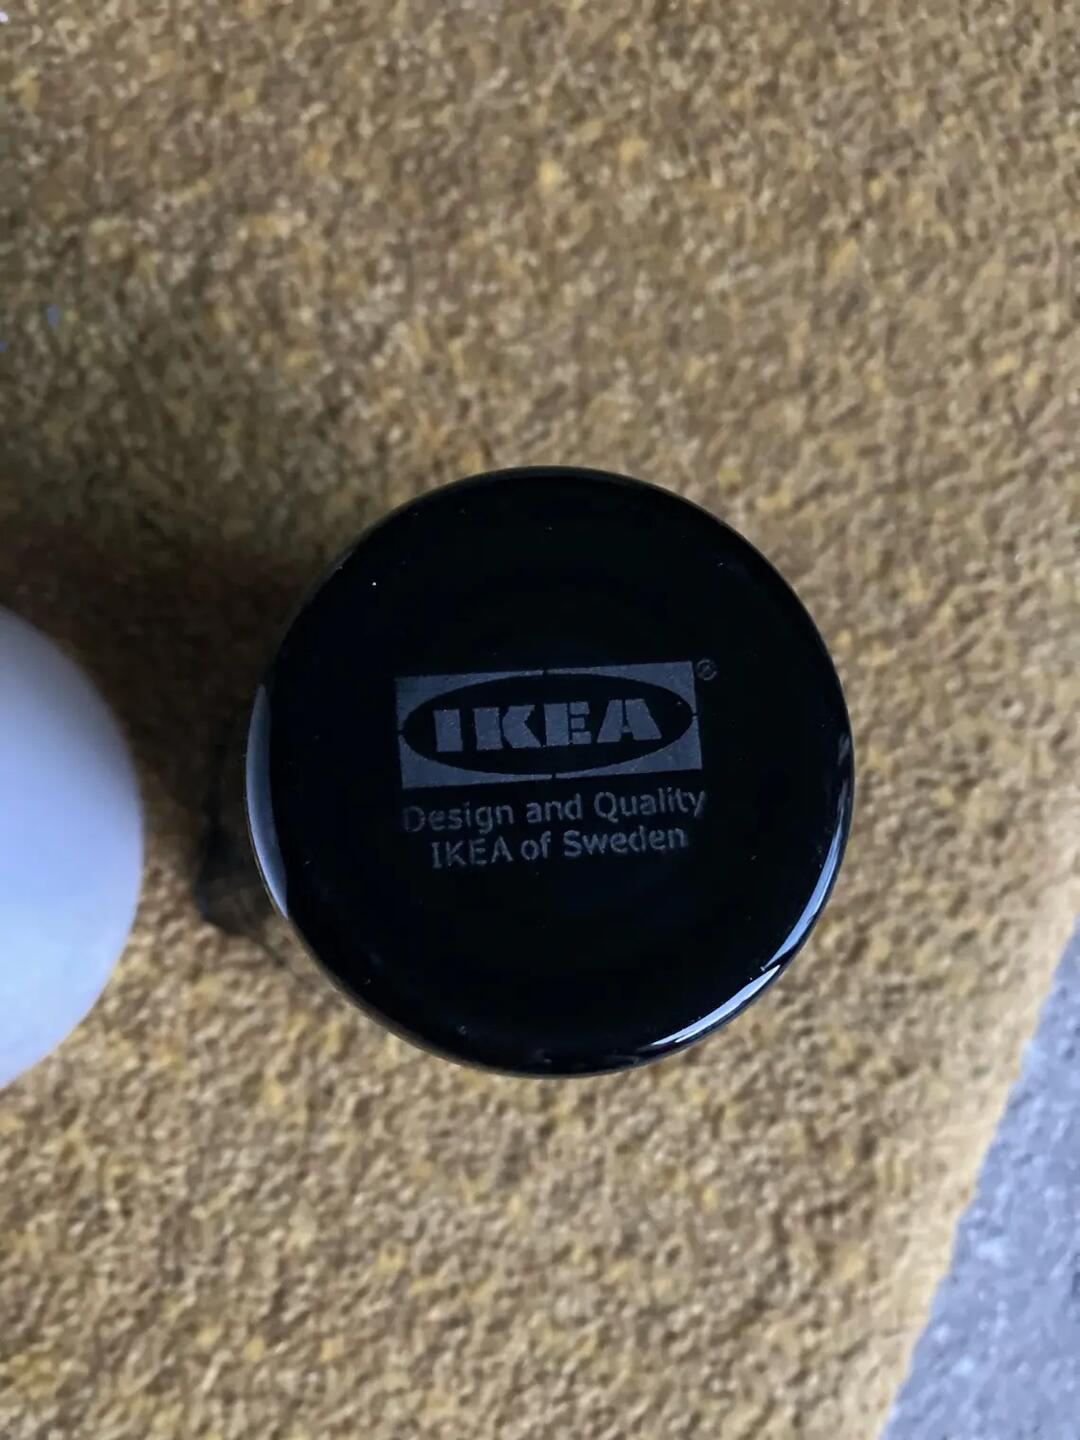 IKEA®
Design and Quality
IKEA of Sweden